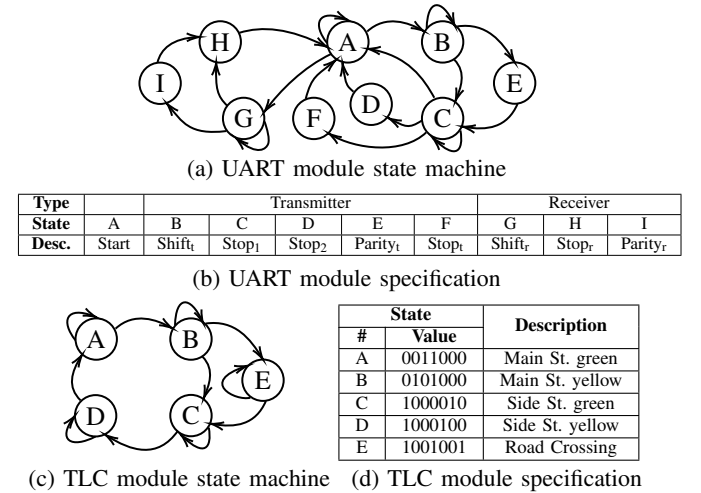 H A B
I E
G F D C
(a) UART module state machine
Type Transmitter Receiver
State A B C D E F G H I
Desc. Start Shiftt Stop1 Stop2 Parityt Stopt Shiftr Stopr Parityr
(b) UART module specification
A B
E
D C
(c) TLC module state machine
State Description
# Value
A 0011000 Main St. green
B 0101000 Main St. yellow
C 1000010 Side St. green
D 1000100 Side St. yellow
E 1001001 Road Crossing
(d) TLC module specification